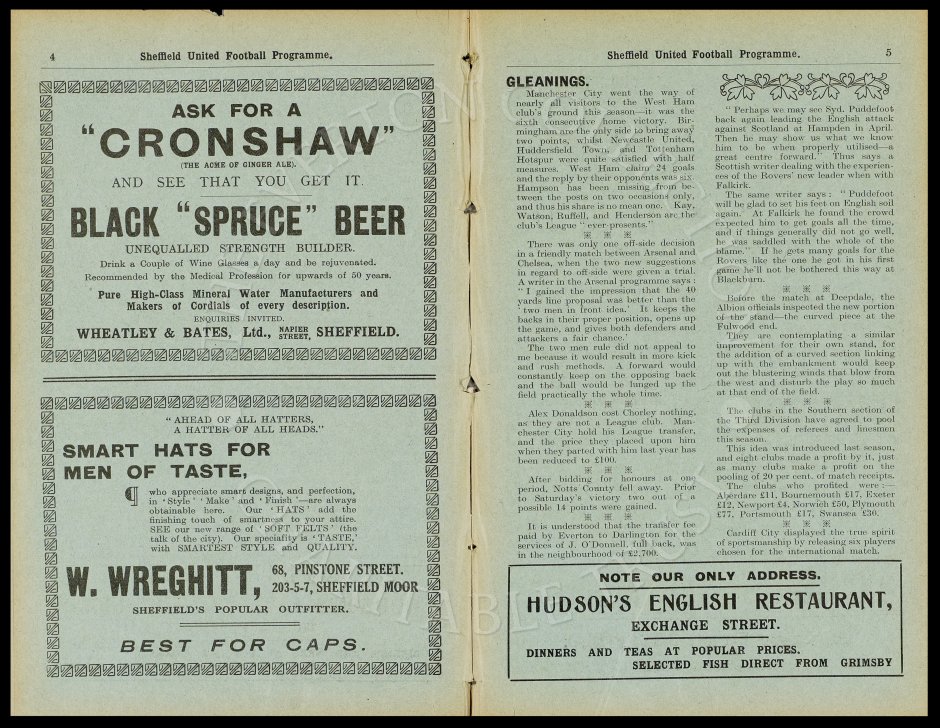 4
Sheffield United Football Programme.
ASK FOR A
"CRONSHAW"
(THE ACME OF GINGER ALE).
AND SEE THAT YOU GET IT.
BLACK "SPRUCE" BEER
UNEQUALLED STRENGTH BUILDER.
Drink a Couple of Wine Glasses a day and be rejuvenated.
Recommended by the Medical Profession for upwards of 50 years.
Pure High-Class Mineral Water Manufacturers and
Makers of Cordials of every description.
ENQUIRIES INVITED.
WHEATLEY & BATES, Ltd., NAPIER STREET, SHEFFIELD.
"AHEAD OF ALL HATTERS,
A HATTER OF ALL HEADS."
SMART HATS FOR
MEN OF TASTE,
¶ who appreciate smart designs, and perfection,
in 'Style' 'Make' and 'Finish'—are always
obtainable here. Our 'HATS' add the
finishing touch of smartness to your attire.
SEE our new range of 'SOFT FELTS' (the
talk of the city). Our speciality is 'TASTE,'
with SMARTEST STYLE and QUALITY.
W. WREGHITT, 68, PINSTONE STREET.
203-5-7, SHEFFIELD MOOR
SHEFFIELD'S POPULAR OUTFITTER.
BEST FOR CAPS.
Sheffield United Football Programme.
5
GLEANINGS.
Manchester City went the way of
nearly all visitors to the West Ham
club's ground this season—it was the
sixth consecutive home victory. Bir-
mingham are the only side to bring away
two points, whilst Newcastle United,
Huddersfield Town, and Tottenham
Hotspur were quite satisfied with half
measures. West Ham claim 24 goals
and the reply by their opponents was six.
Hampson has been missing from be-
tween the posts on two occasions only,
and thus his share is no mean one. Kay,
Watson, Ruffell, and Henderson are the
club's League "ever-presents."
※ ※ ※
There was only one off-side decision
in a friendly match between Arsenal and
Chelsea, when the two new suggestions
in regard to off-side were given a trial.
A writer in the Arsenal programme says:
"I gained the impression that the 40
yards line proposal was better than the
'two men in front idea.' It keeps the
backs in their proper position, opens up
the game, and gives both defenders and
attackers a fair chance.'
The two men rule did not appeal to
me because it would result in more kick
and rush methods. A forward would
constantly keep on the opposing back
and the ball would be lunged up the
field practically the whole time.
※ ※ ※
Alex Donaldson cost Chorley nothing,
as they are not a League club. Man-
chester City hold his League transfer,
and the price they placed upon him
when they parted with him last year has
been reduced to £100.
※ ※ ※
After bidding for honours at one
period, Notts County fell away. Prior
to Saturday's victory two out of a
possible 14 points were gained.
※ ※ ※
It is understood that the transfer fee
paid by Everton to Darlington for the
services of J. O'Donnell, full back, was
in the neighbourhood of £2,700.
"Perhaps we may see Syd. Puddefoot
back again leading the English attack
against Scotland at Hampden in April.
Then he may show us what we know
him to be when properly utilised—a
great centre forward." Thus says a
Scottish writer dealing with the experien-
ces of the Rovers' new leader when with
Falkirk.
The same writer says: "Puddefoot
will be glad to set his feet on English soil
again. At Falkirk he found the crowd
expected him to get goals all the time,
and if things generally did not go well,
he was saddled with the whole of the
blame." If he gets many goals for the
Rovers like the one he got in his first
game he'll not be bothered this way at
Blackburn.
※ ※ ※
Before the match at Deepdale, the
Albion officials inspected the new portion
of the stand—the curved piece at the
Fulwood end.
They are contemplating a similar
improvement for their own stand, for
the addition of a curved section linking
up with the embankment would keep
out the blustering winds that blow from
the west and disturb the play so much
at that end of the field.
※ ※ ※
The clubs in the Southern section of
the Third Division have agreed to pool
the expenses of referees and linesmen
this season.
This idea was introduced last season,
and eight clubs made a profit by it, just
as many clubs make a profit on the
pooling of 20 per cent. of match receipts.
The clubs who profited were:—
Aberdare £11, Bournemouth £17, Exeter
£12, Newport £4, Norwich £50, Plymouth
£77, Portsmouth £17, Swansea £30.
※ ※ ※
Cardiff City displayed the true spirit
of sportsmanship by releasing six players
chosen for the international match.
NOTE OUR ONLY ADDRESS.
HUDSON'S ENGLISH RESTAURANT,
EXCHANGE STREET.
DINNERS AND TEAS AT POPULAR PRICES.
SELECTED FISH DIRECT FROM GRIMSBY